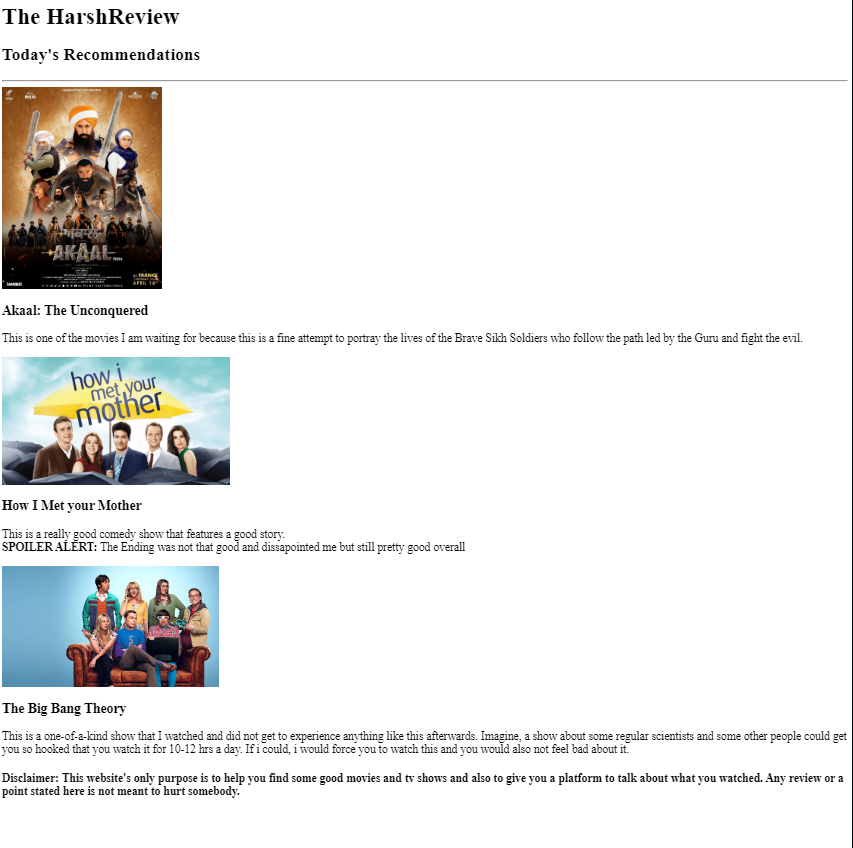 The HarshReview
Today's Recommendations
AKAAL
FRANCE
APRIL 16
Akaal: The Unconquered
This is one of the movies I am waiting for because this is a fine attempt to portray the lives of the Brave Sikh Soldiers who follow the path led by the Guru and fight the evil.
how i
met your
mother
How I Met your Mother
This is a really good comedy show that features a good story.
SPOILER ALERT: The Ending was not that good and dissapointed me but still pretty good overall
The Big Bang Theory
This is a one-of-a-kind show that I watched and did not get to experience anything like this afterwards. Imagine, a show about some regular scientists and some other people could get
you so hooked that you watch it for 10-12 hrs a day. If i could, i would force you to watch this and you would also not feel bad about it.
Disclaimer: This website's only purpose is to help you find some good movies and tv shows and also to give you a platform to talk about what you watched. Any review or a
point stated here is not meant to hurt somebody.